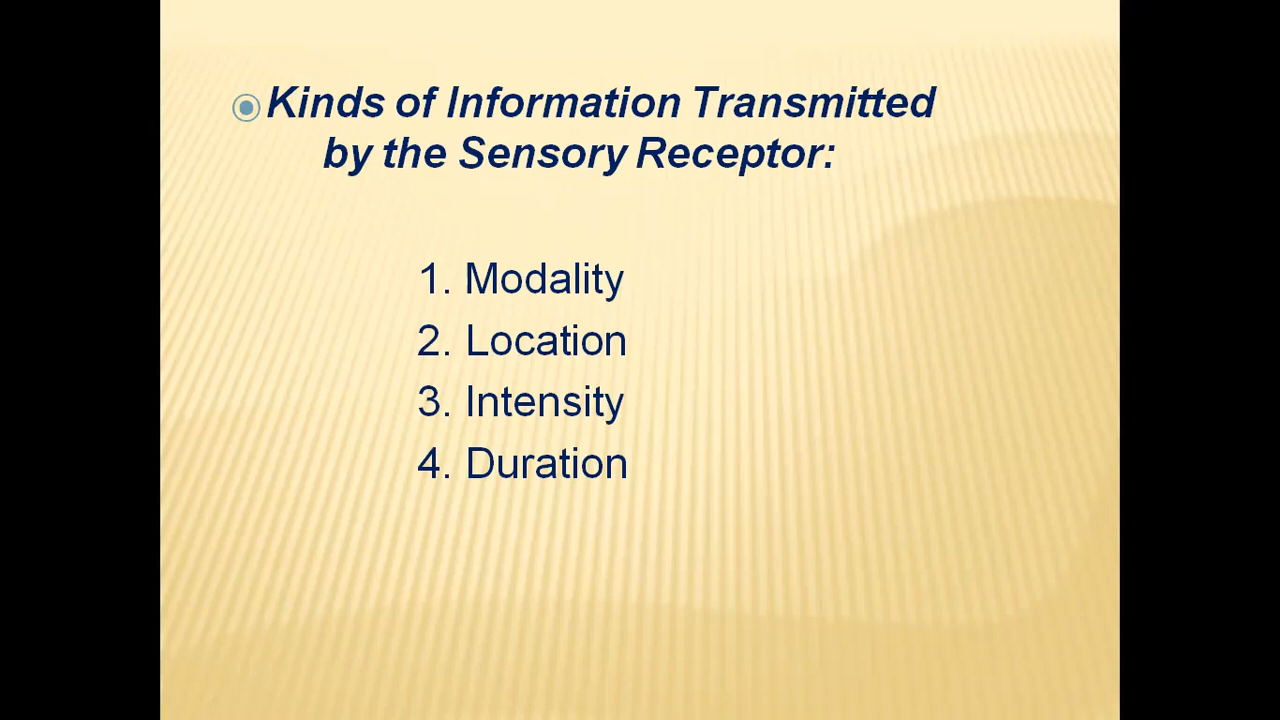 Kinds of Information Transmitted
by the Sensory Receptor:
1. Modality
2. Location
3. Intensity
4. Duration